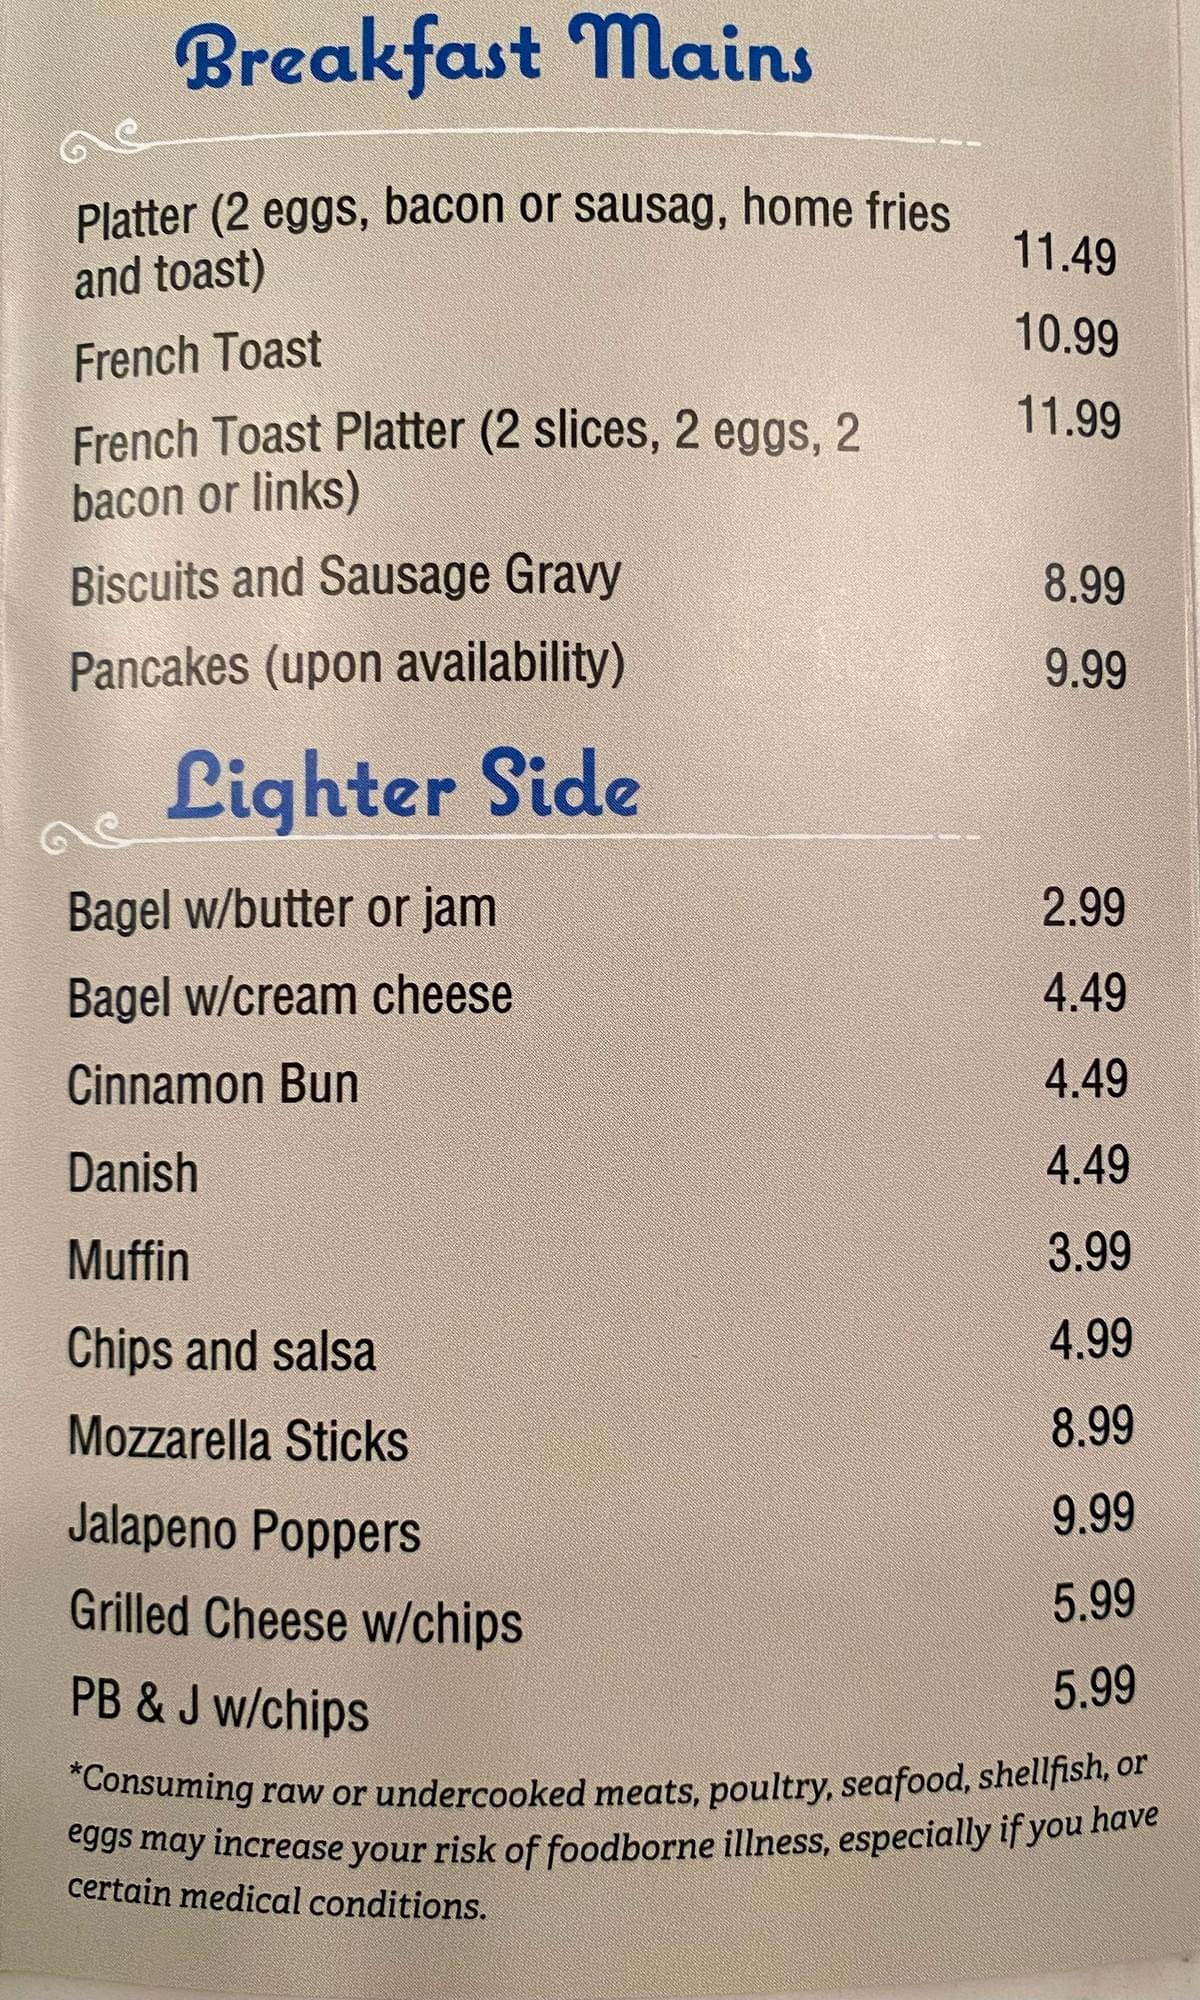 Breakfast Mains
Platter (2 eggs, bacon or sausag, home fries
and toast) 11.49
French Toast 10.99
French Toast Platter (2 slices, 2 eggs, 2 11.99
bacon or links)
Biscuits and Sausage Gravy 8.99
Pancakes (upon availability) 9.99
Lighter Side
Bagel w/butter or jam 2.99
Bagel w/cream cheese 4.49
Cinnamon Bun 4.49
Danish 4.49
Muffin 3.99
Chips and salsa 4.99
Mozzarella Sticks 8.99
Jalapeno Poppers 9.99
Grilled Cheese w/chips 5.99
PB & J w/chips 5.99
*Consuming raw or undercooked meats, poultry, seafood, shellfish, or
eggs may increase your risk of foodborne illness, especially if you have
certain medical conditions.